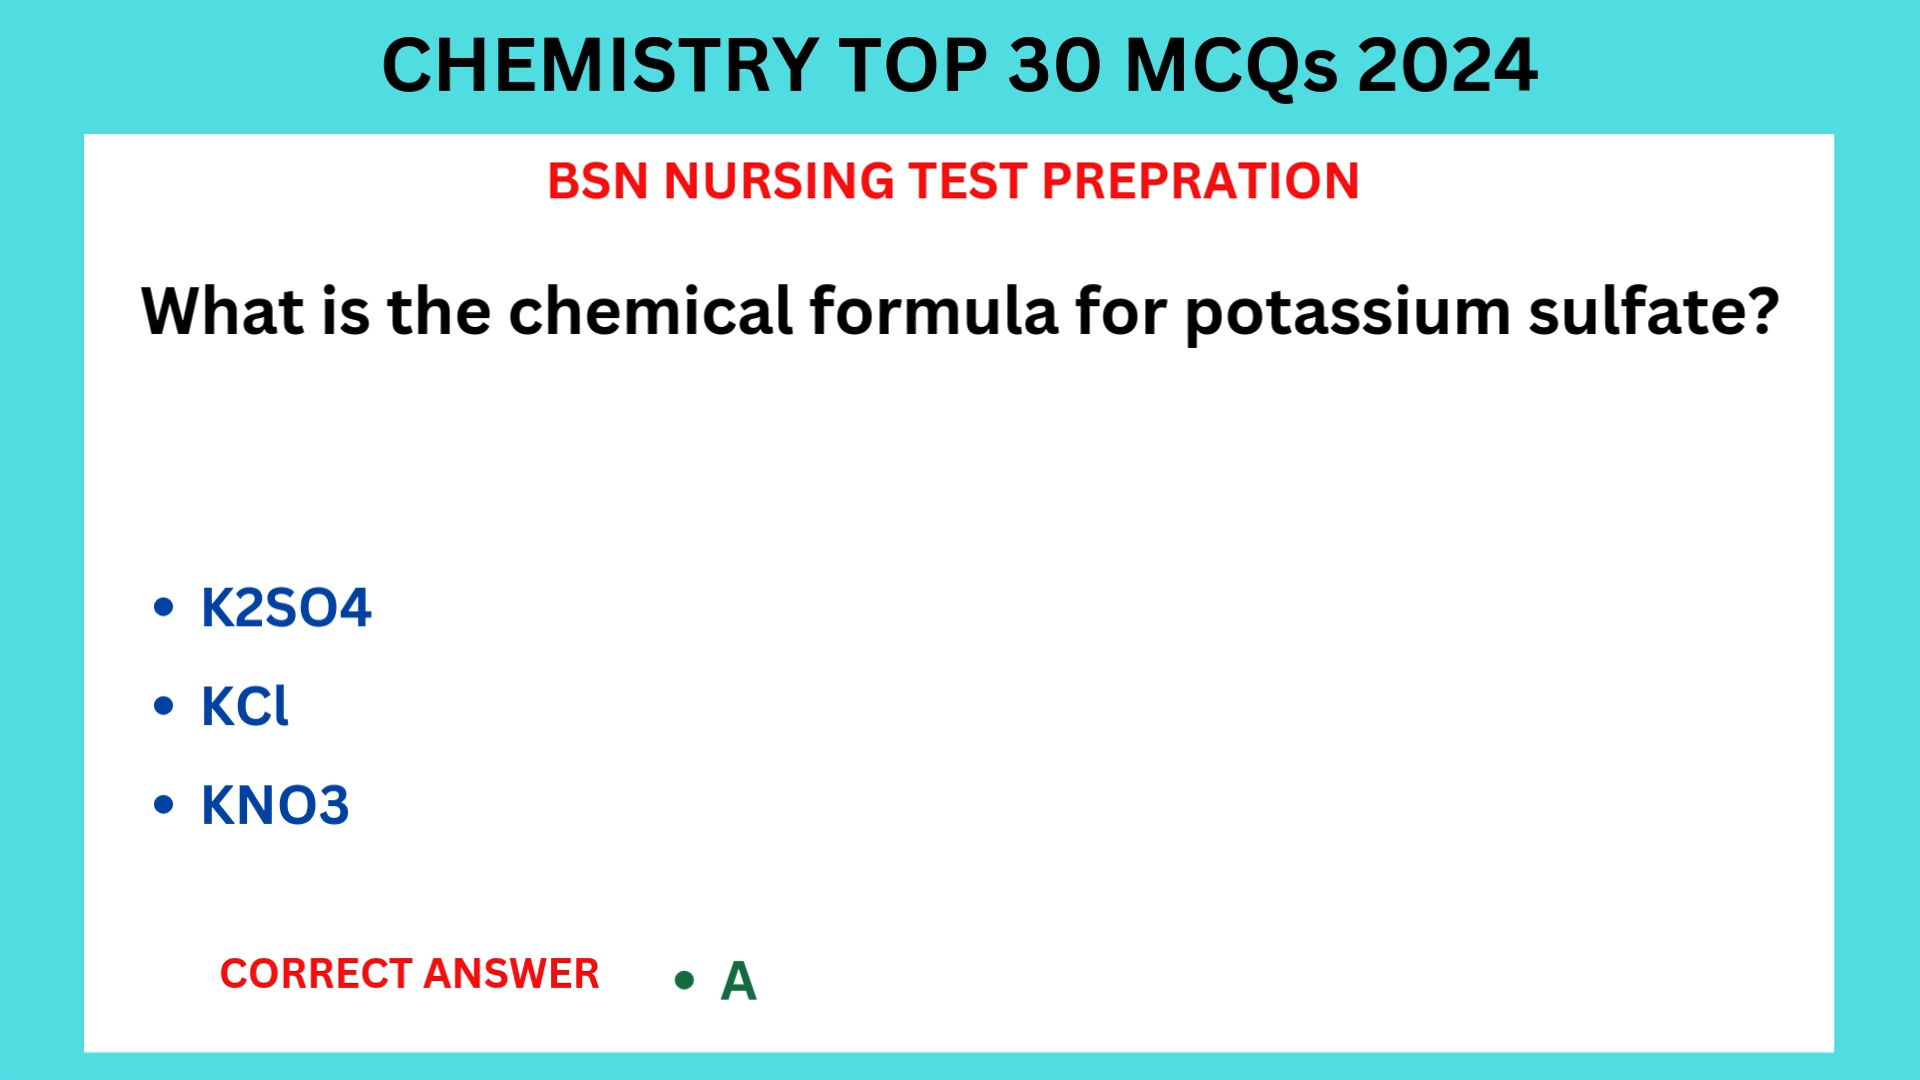 CHEMISTRY TOP 30 MCQs 2024
BSN NURSING TEST PREPRATION
What is the chemical formula for potassium sulfate?
• K2SO4
• KCl
• KNO3
CORRECT ANSWER • A